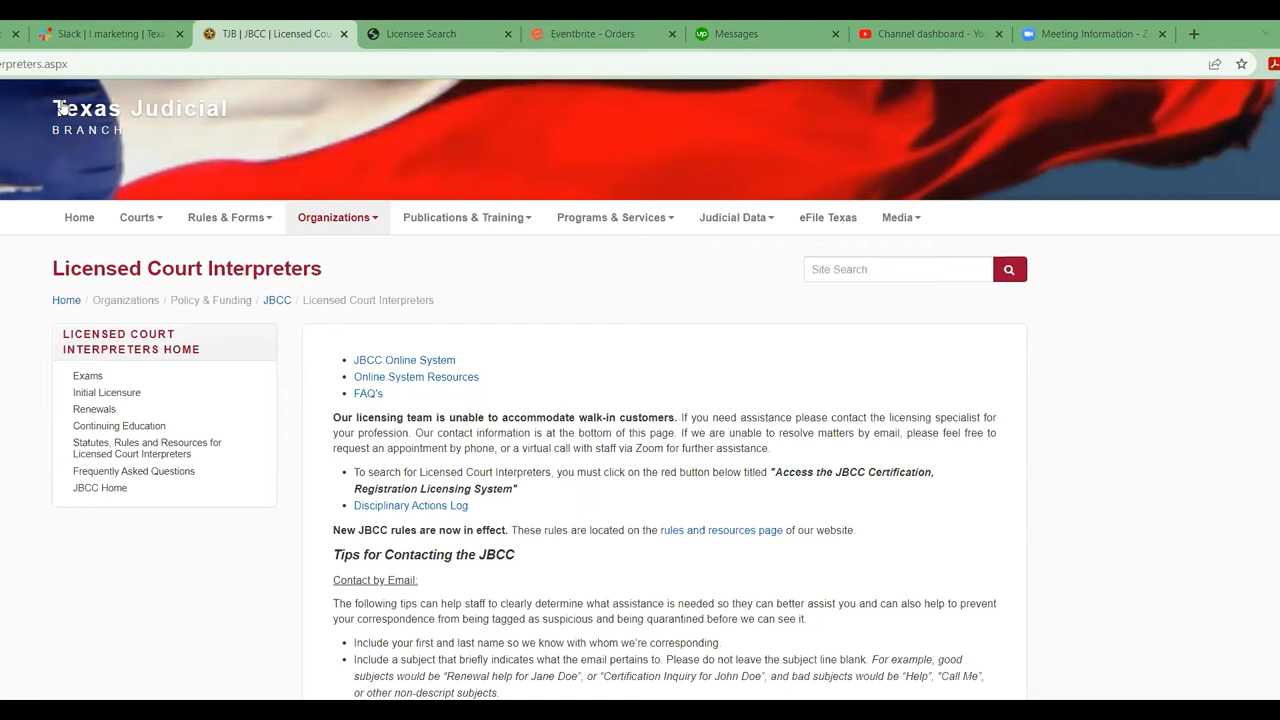 Slack | ! marketing | Texa
TJB | JBCC | Licensed Cou
Licensee Search
Eventbrite - Orders
up
Messages
Channel dashboard - Yo
Meeting Information - Z
erpreters.aspx
Texas Judicial
BRANCH
Home
Courts
Rules & Forms
Organizations
Publications & Training
Programs & Services
Judicial Data
eFile Texas
Media
Licensed Court Interpreters
Site Search
Home / Organizations / Policy & Funding / JBCC / Licensed Court Interpreters
LICENSED COURT
INTERPRETERS HOME
Exams
Initial Licensure
Renewals
Continuing Education
Statutes, Rules and Resources for
Licensed Court Interpreters
Frequently Asked Questions
JBCC Home
• JBCC Online System
• Online System Resources
• FAQ's
Our licensing team is unable to accommodate walk-in customers. If you need assistance please contact the licensing specialist for
your profession. Our contact information is at the bottom of this page. If we are unable to resolve matters by email, please feel free to
request an appointment by phone, or a virtual call with staff via Zoom for further assistance.
• To search for Licensed Court Interpreters, you must click on the red button below titled "Access the JBCC Certification,
Registration Licensing System"
• Disciplinary Actions Log
New JBCC rules are now in effect. These rules are located on the rules and resources page of our website.
Tips for Contacting the JBCC
Contact by Email:
The following tips can help staff to clearly determine what assistance is needed so they can better assist you and can also help to prevent
your correspondence from being tagged as suspicious and being quarantined before we can see it.
• Include your first and last name so we know with whom we're corresponding.
• Include a subject that briefly indicates what the email pertains to. Please do not leave the subject line blank. For example, good
subjects would be "Renewal help for Jane Doe", or "Certification Inquiry for John Doe", and bad subjects would be "Help", "Call Me",
or other non-descript subjects.